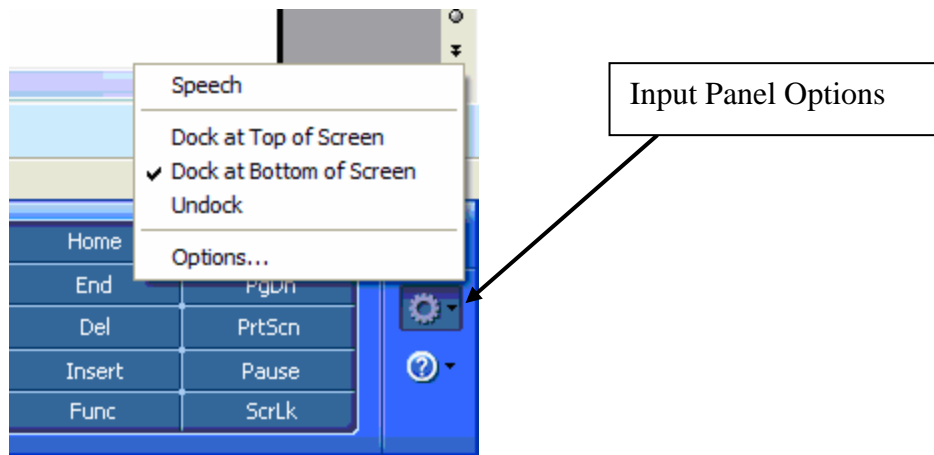 Speech
Dock at Top of Screen
Dock at Bottom of Screen
Undock
Options...
Input Panel Options
Home
End PgDn
Del PrtScn
Insert Pause
Func ScrLk